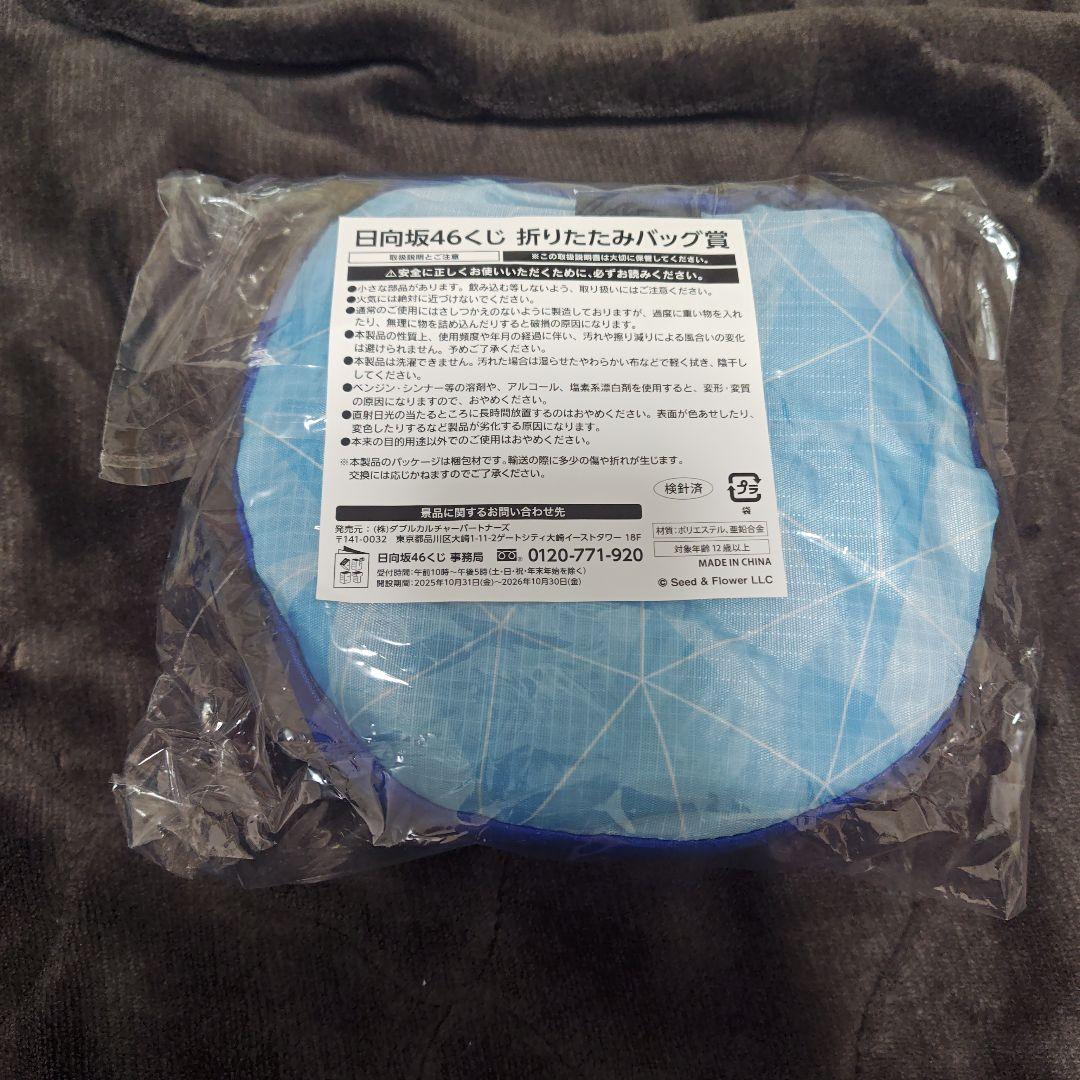 日向坂46くじ 折りたたみバッグ賞
取扱説明とご注意
※この取扱説明書は大切に保管してください。
⚠安全に正しくお使いいただくために、必ずお読みください。
●小さな部品があります。飲み込む等しないよう、取り扱いにはご注意ください。
●火気には絶対に近づけないでください。
●通常のご使用にはさしつかえのないように製造しておりますが、過度に重い物を入れ
たり、無理に物を詰め込んだりすると破損の原因になります。
●本製品の性質上、使用頻度や年月の経過に伴い、汚れや擦り減りによる風合いの変化
は避けられません。予めご了承ください。
●本製品は洗濯できません。汚れた場合は湿らせたやわらかい布などで軽く拭き、陰干し
してください。
●ベンジン・シンナー等の溶剤や、アルコール、塩素系漂白剤を使用すると、変形・変質
の原因になりますので、おやめください。
●直射日光の当たるところに長時間放置するのはおやめください。表面が色あせしたり、
変色したりするなど製品が劣化する原因になります。
●本来の目的用途以外でのご使用はおやめください。
※本製品のパッケージは梱包材です。輸送の際に多少の傷や折れが生じます。
交換には応じかねますのでご了承ください。
検針済
プラ
袋
景品に関するお問い合わせ先
発売元：(株)ダブルカルチャーパートナーズ
〒141-0032 東京都品川区大崎1-11-2ゲートシティ大崎イーストタワー 18F
日向坂46くじ 事務局 0120-771-920
受付時間：午前10時～午後5時(土・日・祝・年末年始を除く)
開設期間：2025年10月31日(金)～2026年10月30日(金)
材質：ポリエステル、亜鉛合金
対象年齢12歳以上
MADE IN CHINA
© Seed & Flower LLC